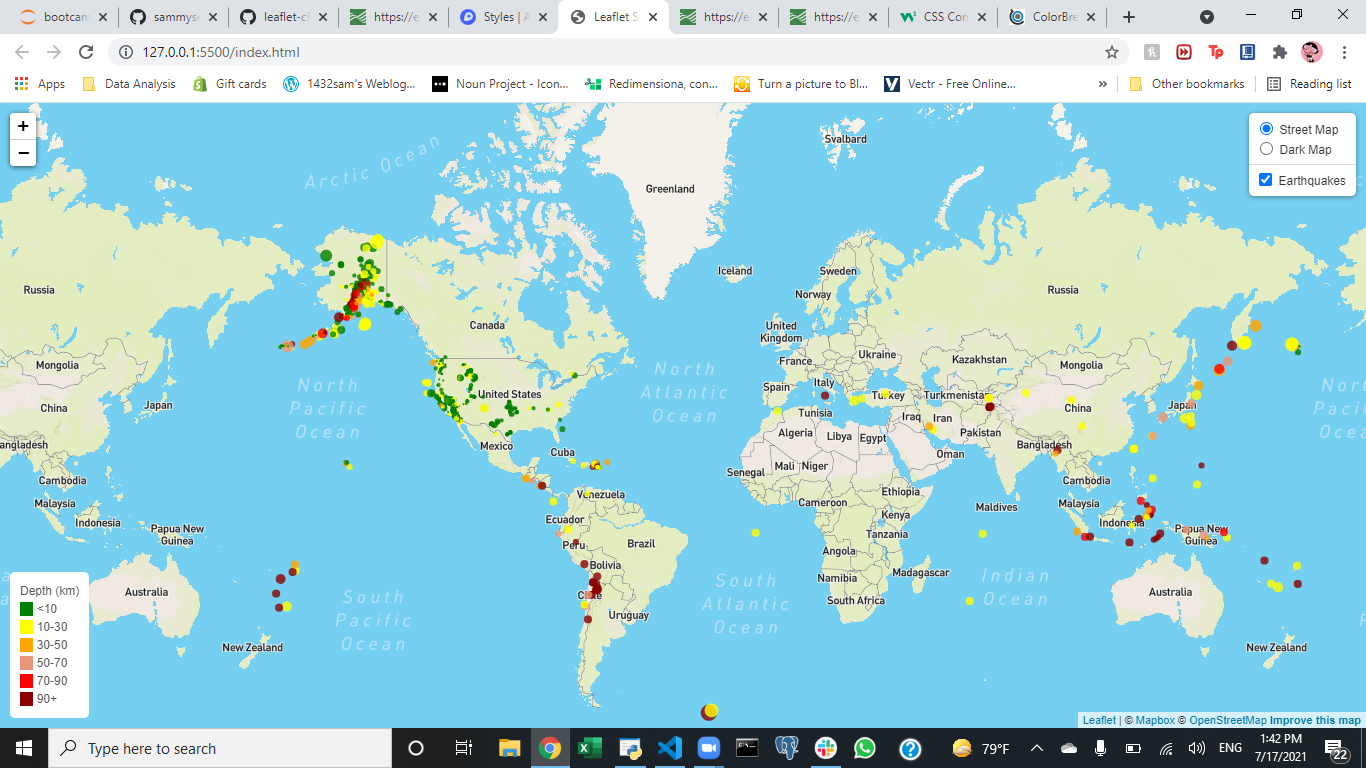 bootcam
sammyse
leaflet-ch
https://e
Styles | A
Leaflet S
https://e
https://e
CSS Con
ColorBre
127.0.0.1:5500/index.html
Apps
Data Analysis
Gift cards
1432sam's Weblog...
Noun Project - Icon...
Redimensiona, con...
Turn a picture to Bl...
Vectr - Free Online...
»
Other bookmarks
Reading list
+
−
Street Map
Dark Map
Earthquakes
Arctic Ocean
Svalbard
Greenland
Iceland
Sweden
Norway
Russia
Russia
Canada
United Kingdom
Ukraine
Kazakhstan
Mongolia
Mongolia
France
North Atlantic Ocean
North Pacific Ocean
Italy
Spain
Turkey
Turkmenistan
United States
China
China
Japan
Japan
Tunisia
Iraq
Iran
Algeria
Libya
Egypt
Pakistan
Bangladesh
angladesh
Mexico
Cuba
Oman
Mali
Niger
Senegal
Cambodia
Cambodia
Venezuela
Ethiopia
Cameroon
Kenya
Maldives
Malaysia
Malaysia
Indonesia
Indonesia
Ecuador
Papua New Guinea
Papua New Guinea
Tanzania
Peru
Brazil
Angola
Bolivia
Madagascar
Namibia
Indian Ocean
South Atlantic Ocean
South Pacific Ocean
Australia
Australia
Chile
South Africa
Uruguay
New Zealand
New Zealand
Depth (km)
<10
10-30
30-50
50-70
70-90
90+
Leaflet | © Mapbox © OpenStreetMap Improve this map
Type here to search
79°F
ENG
1:42 PM
7/17/2021
22